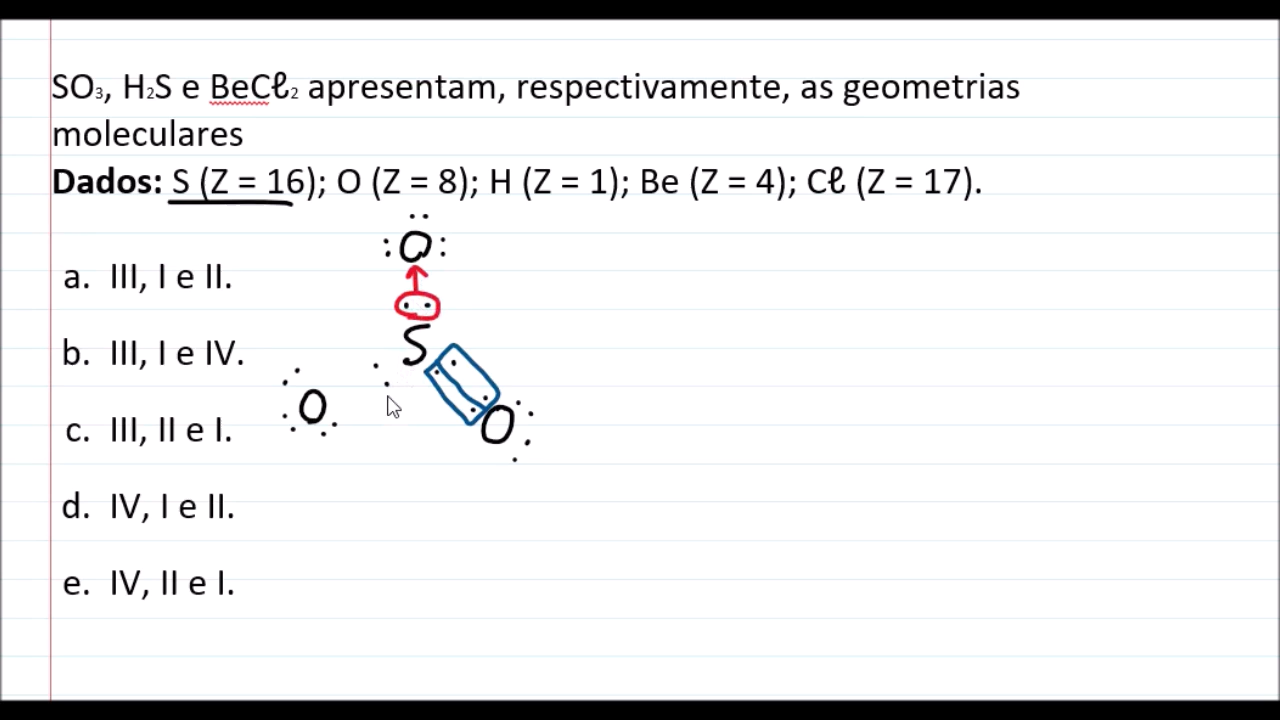 SO₃, H₂S e BeCℓ₂ apresentam, respectivamente, as geometrias
moleculares
Dados: S (Z = 16); O (Z = 8); H (Z = 1); Be (Z = 4); Cℓ (Z = 17).
a. III, I e II.
b. III, I e IV.
c. III, II e I.
d. IV, I e II.
e. IV, II e I.
O
S
O
O